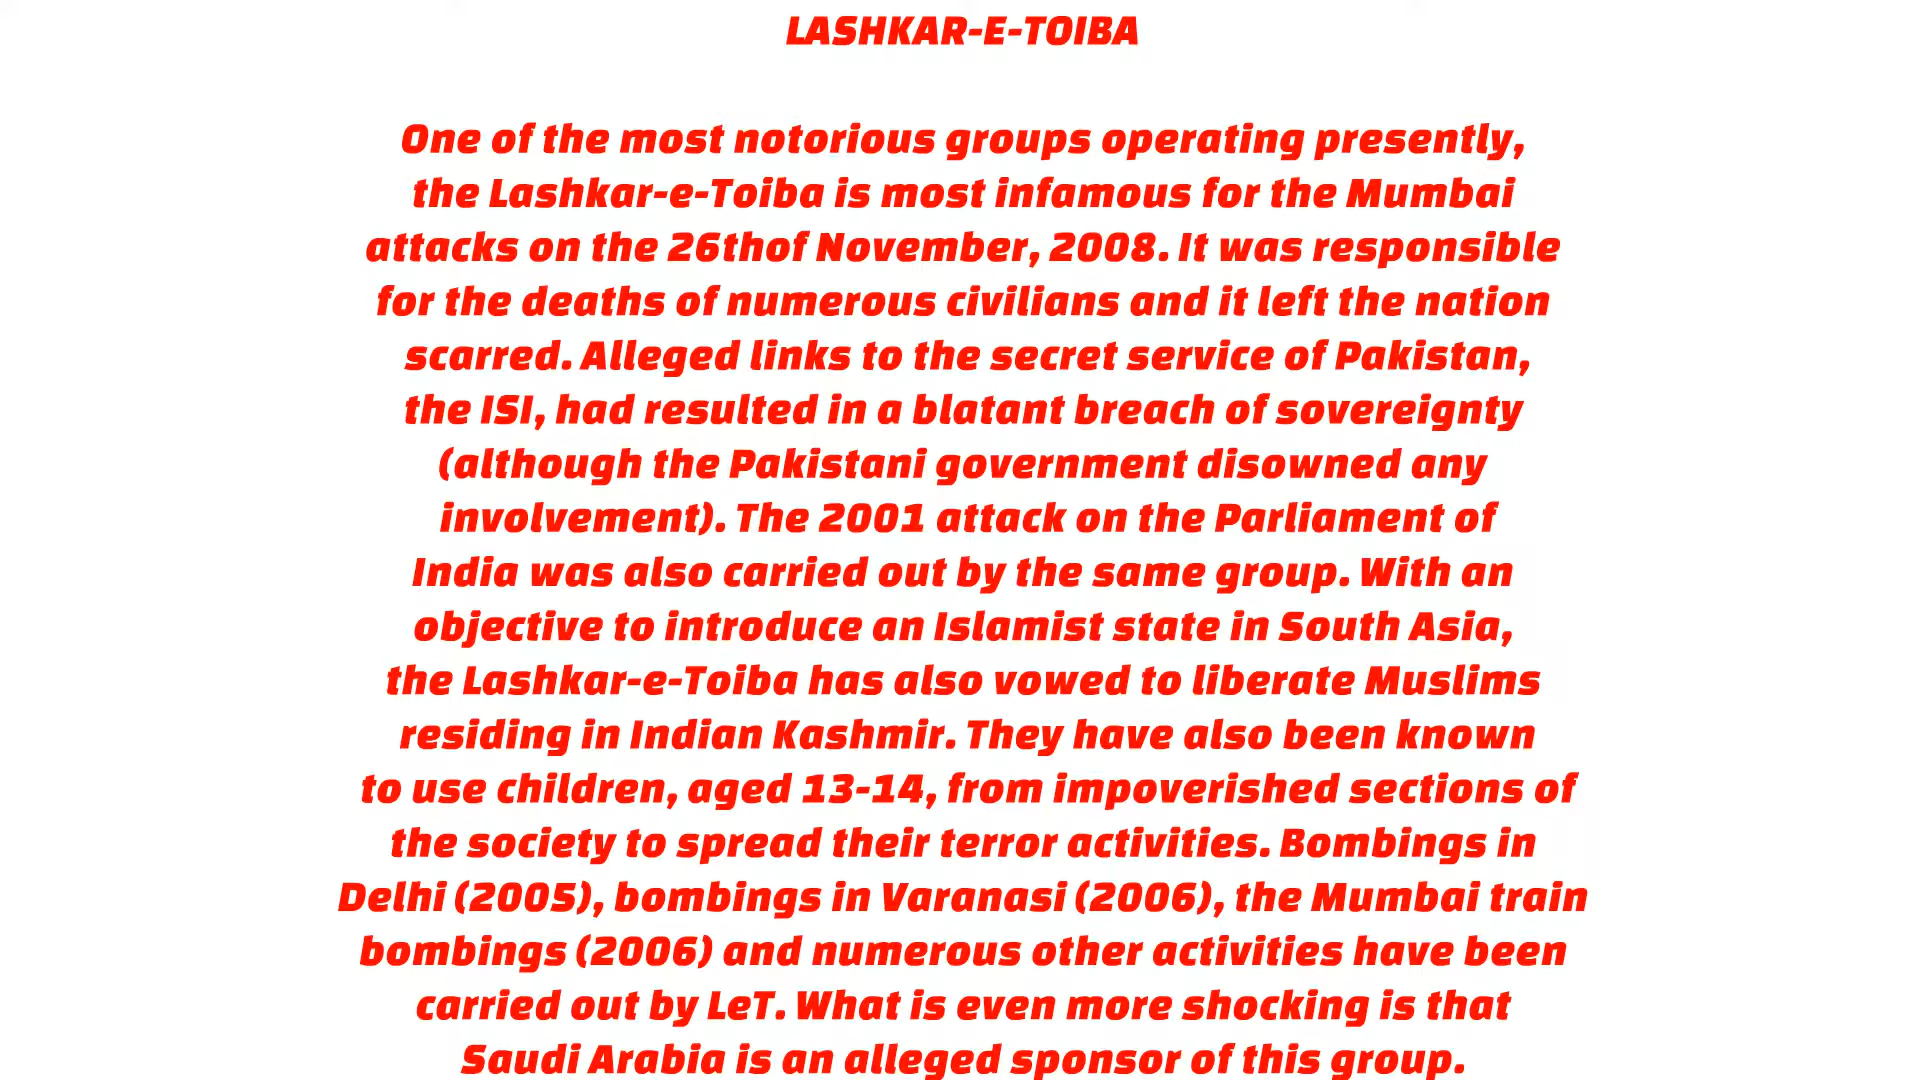 LASHKAR-E-TOIBA
One of the most notorious groups operating presently,
the Lashkar-e-Toiba is most infamous for the Mumbai
attacks on the 26thof November, 2008. It was responsible
for the deaths of numerous civilians and it left the nation
scarred. Alleged links to the secret service of Pakistan,
the ISI, had resulted in a blatant breach of sovereignty
(although the Pakistani government disowned any
involvement). The 2001 attack on the Parliament of
India was also carried out by the same group. With an
objective to introduce an Islamist state in South Asia,
the Lashkar-e-Toiba has also vowed to liberate Muslims
residing in Indian Kashmir. They have also been known
to use children, aged 13-14, from impoverished sections of
the society to spread their terror activities. Bombings in
Delhi (2005), bombings in Varanasi (2006), the Mumbai train
bombings (2006) and numerous other activities have been
carried out by LeT. What is even more shocking is that
Saudi Arabia is an alleged sponsor of this group.